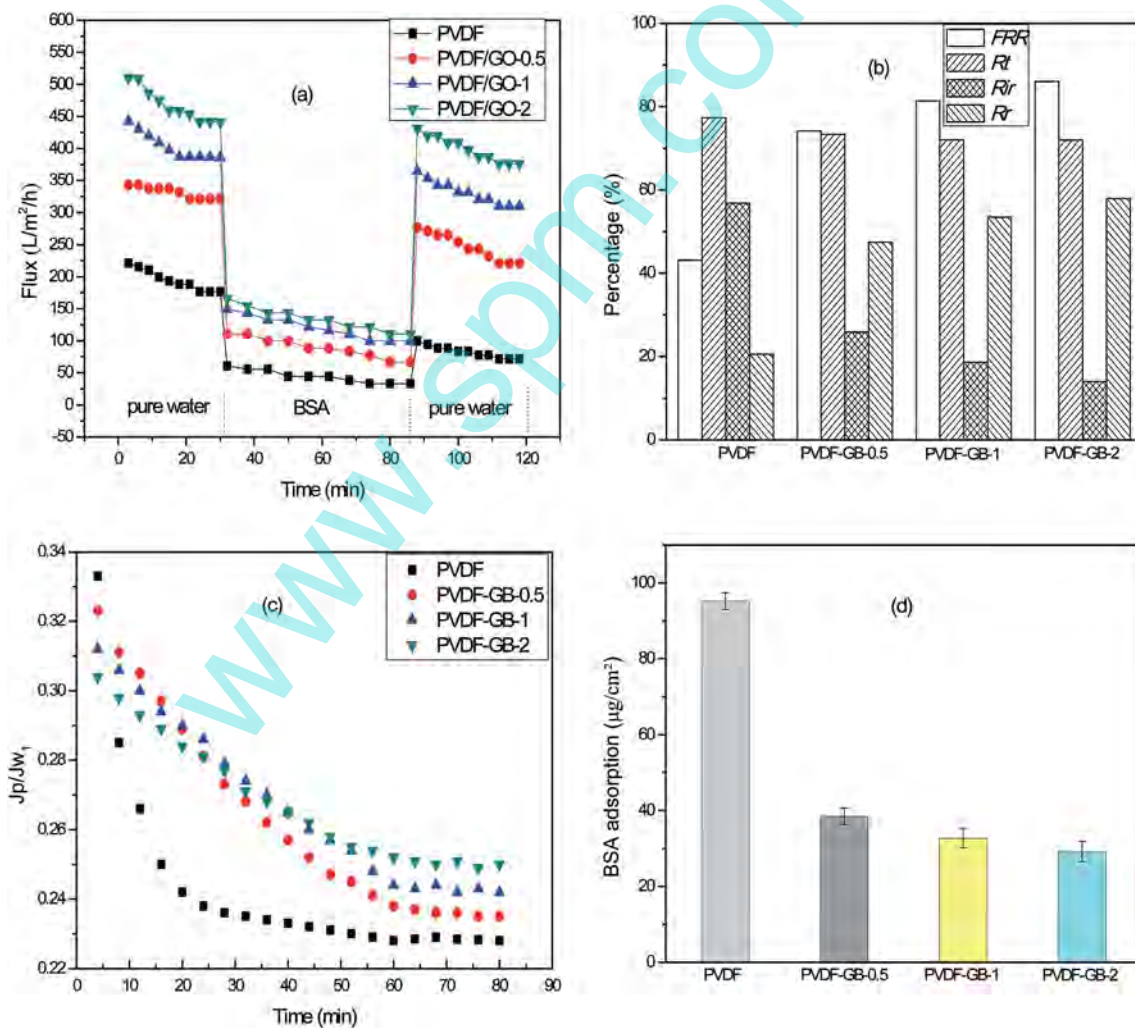 600
550
500
450
400
350
300
250
200
150
100
50
0
-50
Flux (L/m²/h)
PVDF
PVDF/GO-0.5
PVDF/GO-1
PVDF/GO-2
(a)
pure water
BSA
pure water
0 20 40 60 80 100 120
Time (min)
100
80
60
40
20
0
Percentage (%)
(b)
FRR
Rt
Rir
Rr
PVDF PVDF-GB-0.5 PVDF-GB-1 PVDF-GB-2
0.34
0.32
0.30
0.28
0.26
0.24
0.22
Jp/Jw₁
(c)
PVDF
PVDF-GB-0.5
PVDF-GB-1
PVDF-GB-2
0 10 20 30 40 50 60 70 80 90
Time (min)
100
80
60
40
20
0
BSA adsorption (µg/cm²)
(d)
PVDF PVDF-GB-0.5 PVDF-GB-1 PVDF-GB-2